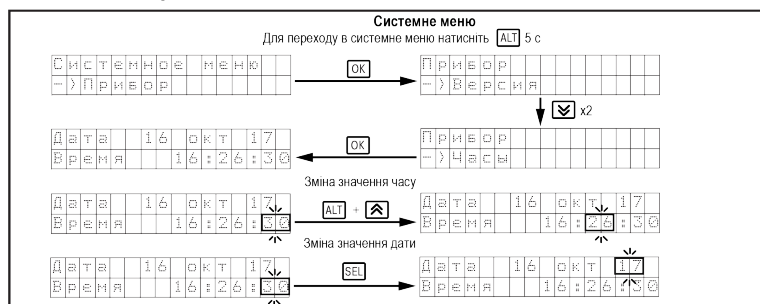 Системне меню
Для переходу в системне меню натисніть ALT 5 с
Системное меню
->Прибор
OK
Прибор
->Версия
x2
Дата 16 окт 17
Время 16:26:30
OK
Прибор
->Часы
Зміна значення часу
Дата 16 окт 17
Время 16:26:30
ALT +
Дата 16 окт 17
Время 16:26:30
Зміна значення дати
Дата 16 окт 17
Время 16:26:30
SEL
Дата 16 окт 17
Время 16:26:30